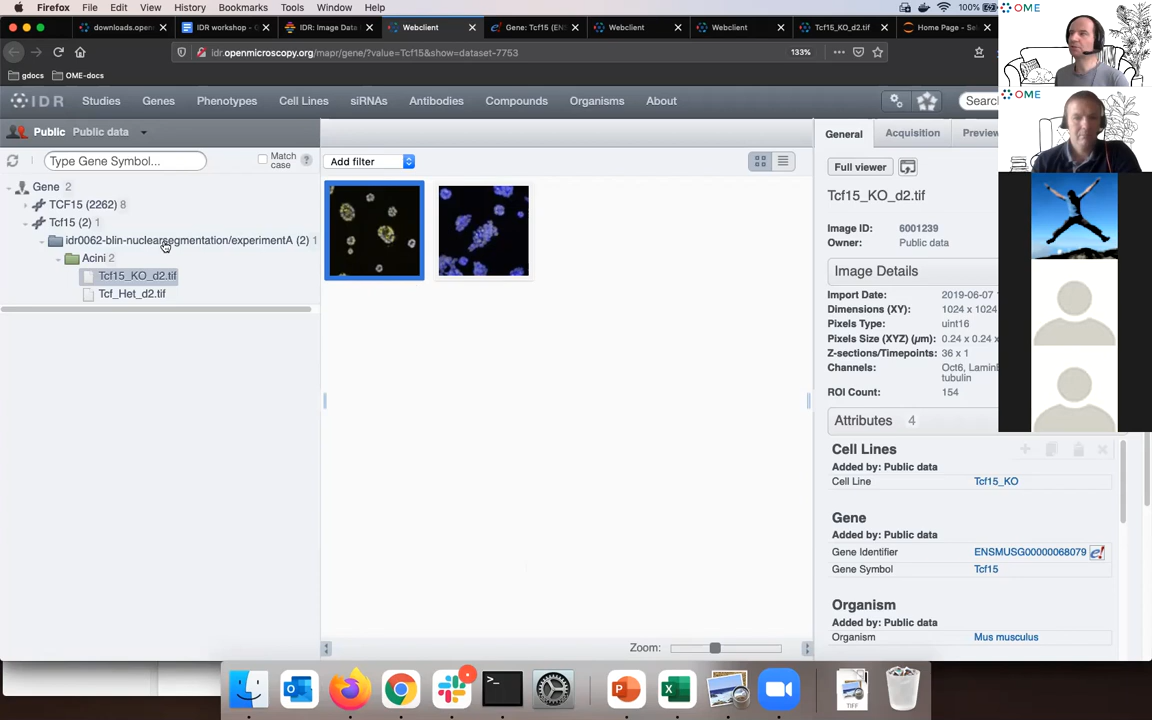 Firefox File Edit View History Bookmarks Tools Window Help 100%
downloads.open IDR workshop - G IDR: Image Data Webclient Gene: Tcf15 (EN Webclient Webclient Tcf15_KO_d2.tif Home Page - Se
idr.openmicroscopy.org/mapr/gene/?value=Tcf15&show=dataset-7753 133%
gdocs OME-docs
IDR Studies Genes Phenotypes Cell Lines siRNAs Antibodies Compounds Organisms About Searc
Public Public data
Type Gene Symbol... Match case ?
Gene 2
TCF15 (2262) 8
Tcf15 (2) 1
idr0062-blin-nuclearsegmentation/experimentA (2) 1
Acini 2
Tcf15_KO_d2.tif
Tcf_Het_d2.tif
Add filter
Zoom:
General Acquisition Preview
Full viewer
Tcf15_KO_d2.tif
Image ID: 6001239
Owner: Public data
Image Details
Import Date: 2019-06-07
Dimensions (XY): 1024 x 1024
Pixels Type: uint16
Pixels Size (XYZ) (µm): 0.24 x 0.24 x
Z-sections/Timepoints: 36 x 1
Channels: Oct6, LaminB
tubulin
ROI Count: 154
Attributes 4
Cell Lines
Added by: Public data
Cell Line Tcf15_KO
Gene
Added by: Public data
Gene Identifier ENSMUSG00000068079 e!
Gene Symbol Tcf15
Organism
Added by: Public data
Organism Mus musculus
OME
OME
TIFF